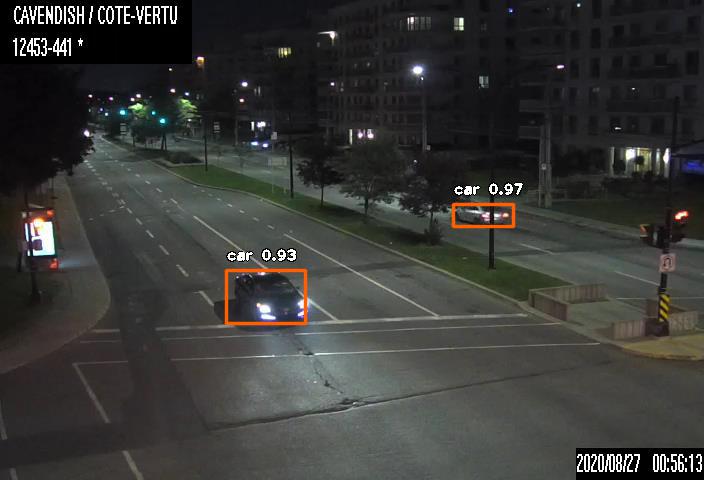 CAVENDISH / COTE-VERTU
12453-441 *
car 0.97
car 0.93
2020/08/27 00:56:13